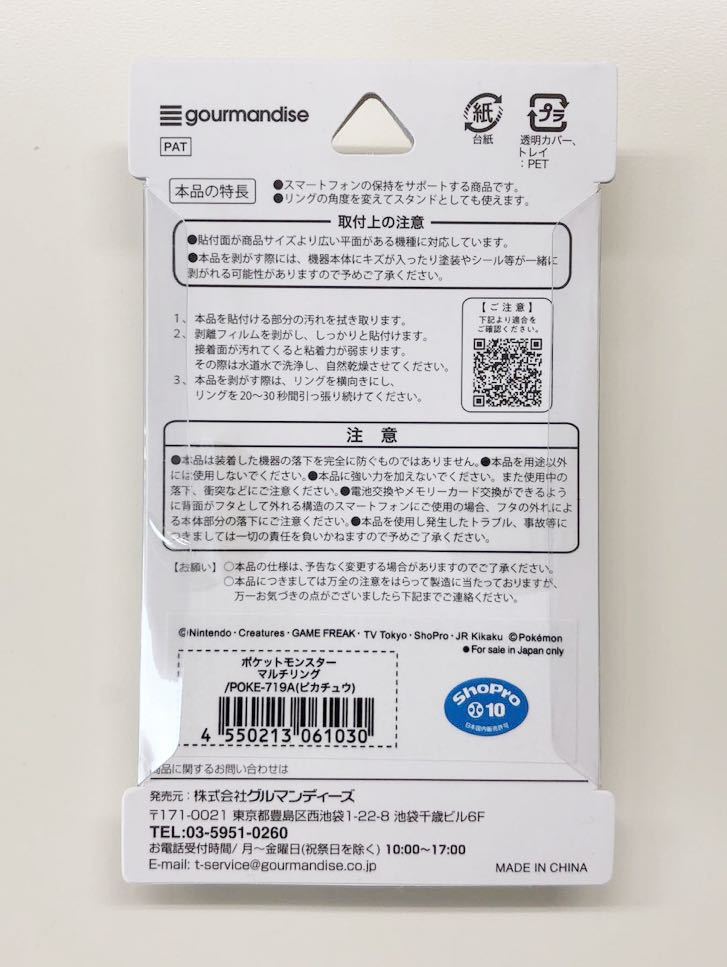 gourmandise
PAT
紙
台紙
プラ
透明カバー、
トレイ
：PET
本品の特長
●スマートフォンの保持をサポートする商品です。
●リングの角度を変えてスタンドとしても使えます。
取付上の注意
●貼付面が商品サイズより広い平面がある機種に対応しています。
●本品を剥がす際には、機器本体にキズが入ったり塗装やシール等が一緒に
剥がれる可能性がありますので予めご了承ください。
1、本品を貼付ける部分の汚れを拭き取ります。
2、剥離フィルムを剥がし、しっかりと貼付けます。
接着面が汚れてくると粘着力が弱まります。
その際は水道水で洗浄し、自然乾燥させてください。
3、本品を剥がす際は、リングを横向きにし、
リングを20〜30秒間引っ張り続けてください。
【ご注意】
下記より適合を
ご確認ください。
注 意
●本品は装着した機器の落下を完全に防ぐものではありません。●本品を用途以外
には使用しないでください。●本品に強い力を加えないでください。また使用中の
落下、衝突などにご注意ください。●電池交換やメモリーカード交換ができるよう
に背面がフタとして外れる構造のスマートフォンにご使用の場合、フタの外れによ
る本体部分の落下にご注意ください。●本品を使用し発生したトラブル、事故等に
つきましては一切の責任を負いかねますので予めご了承ください。
【お願い】○本品の仕様は、予告なく変更する場合がありますのでご了承ください。
○本品につきましては万全の注意をはらって製造に当たっておりますが、
万一お気づきの点がございましたら下記までご連絡ください。
©Nintendo・Creatures・GAME FREAK・TV Tokyo・ShoPro・JR Kikaku ©Pokémon
●For sale in Japan only
ポケットモンスター
マルチリング
/POKE-719A(ピカチュウ)
4 550213 061030
ShoPro
10
日本国内販売許可
商品に関するお問い合わせは
発売元：株式会社グルマンディーズ
〒171-0021 東京都豊島区西池袋1-22-8 池袋千歳ビル6F
TEL:03-5951-0260
お電話受付時間/ 月〜金曜日(祝祭日を除く) 10:00〜17:00
E-mail: t-service@gourmandise.co.jp
MADE IN CHINA